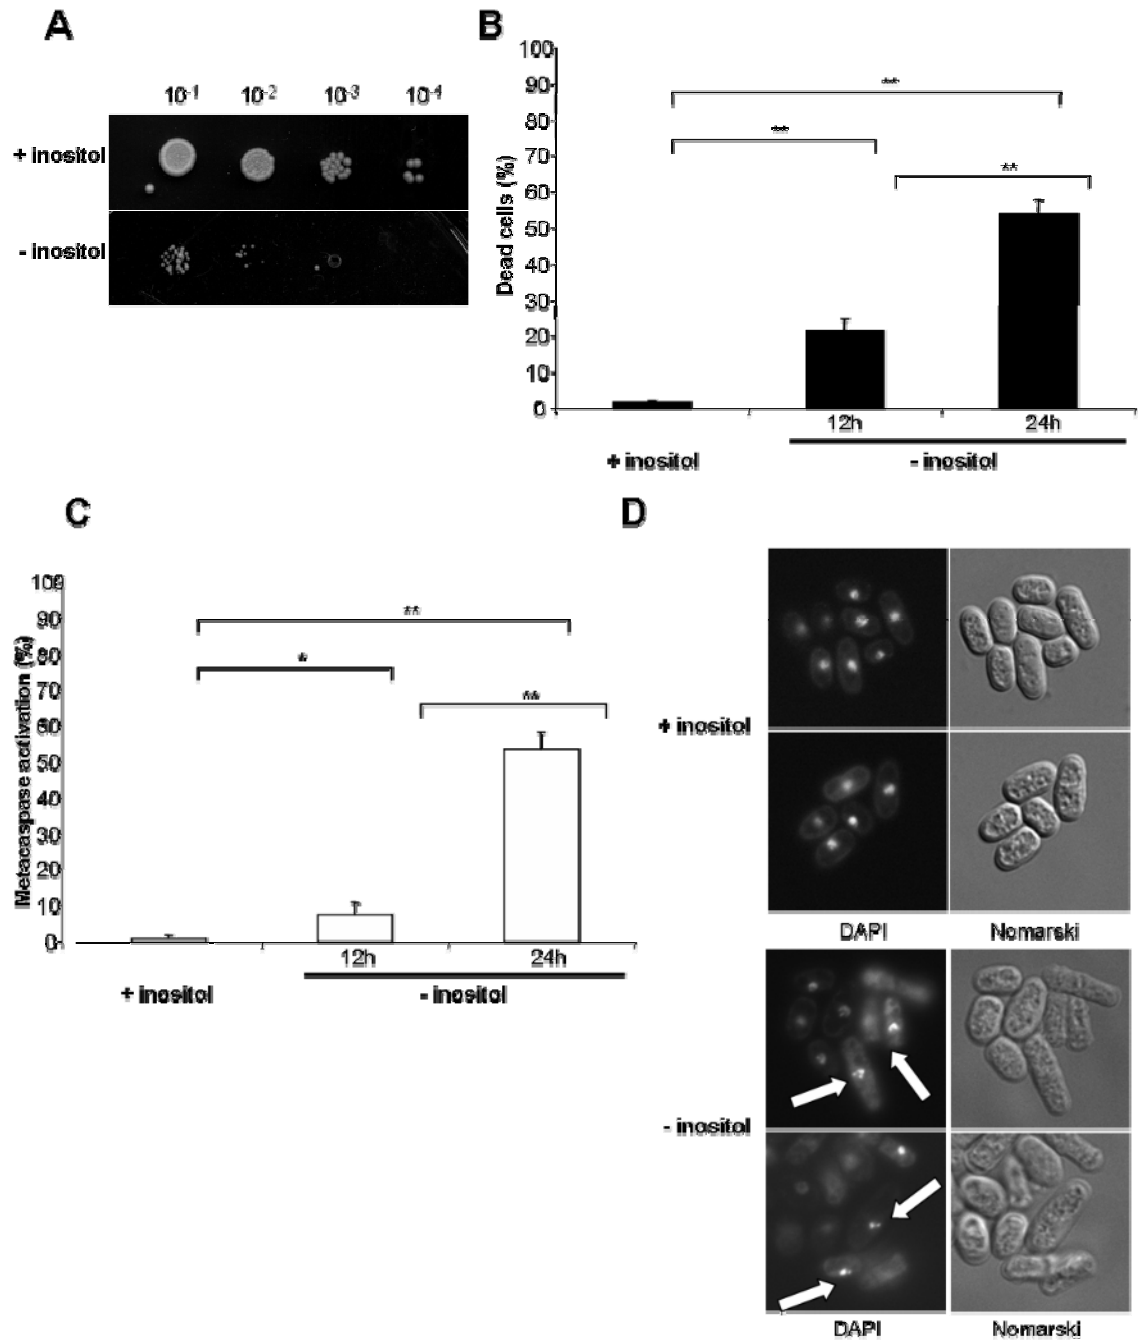 A
10-1 10-2 10-3 10-4
+ inositol
- inositol
B
Dead cells (%)
100
90
80
70
60
50
40
30
20
10
0
**
**
**
12h 24h
+ inositol - inositol
C
Metacaspase activation (%)
100
90
80
70
60
50
40
30
20
10
0
**
*
**
12h 24h
+ inositol - inositol
D
+ inositol
DAPI Nomarski
- inositol
DAPI Nomarski